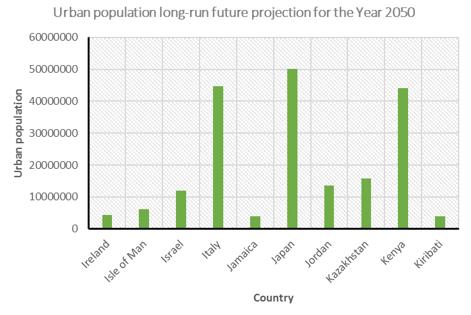 Urban population long-run future projection for the Year 2050
60000000
50000000
40000000
30000000
20000000
10000000
0
Urban population
Ireland
Isle of Man
Israel
Italy
Jamaica
Japan
Jordan
Kazakhstan
Kenya
Kiribati
Country